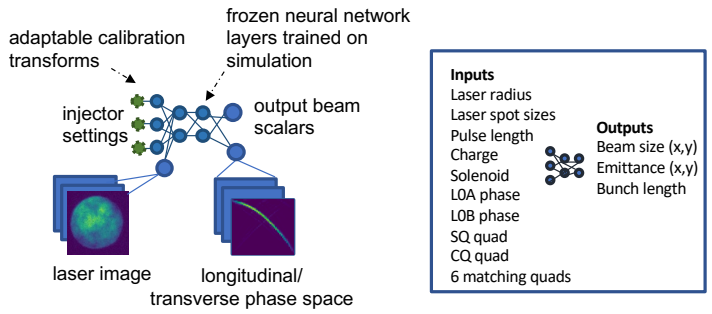 adaptable calibration
transforms
frozen neural network
layers trained on
simulation
injector
settings
output beam
scalars
laser image
longitudinal/
transverse phase space
Inputs
Laser radius
Laser spot sizes
Pulse length
Charge
Solenoid
L0A phase
L0B phase
SQ quad
CQ quad
6 matching quads
Outputs
Beam size (x,y)
Emittance (x,y)
Bunch length